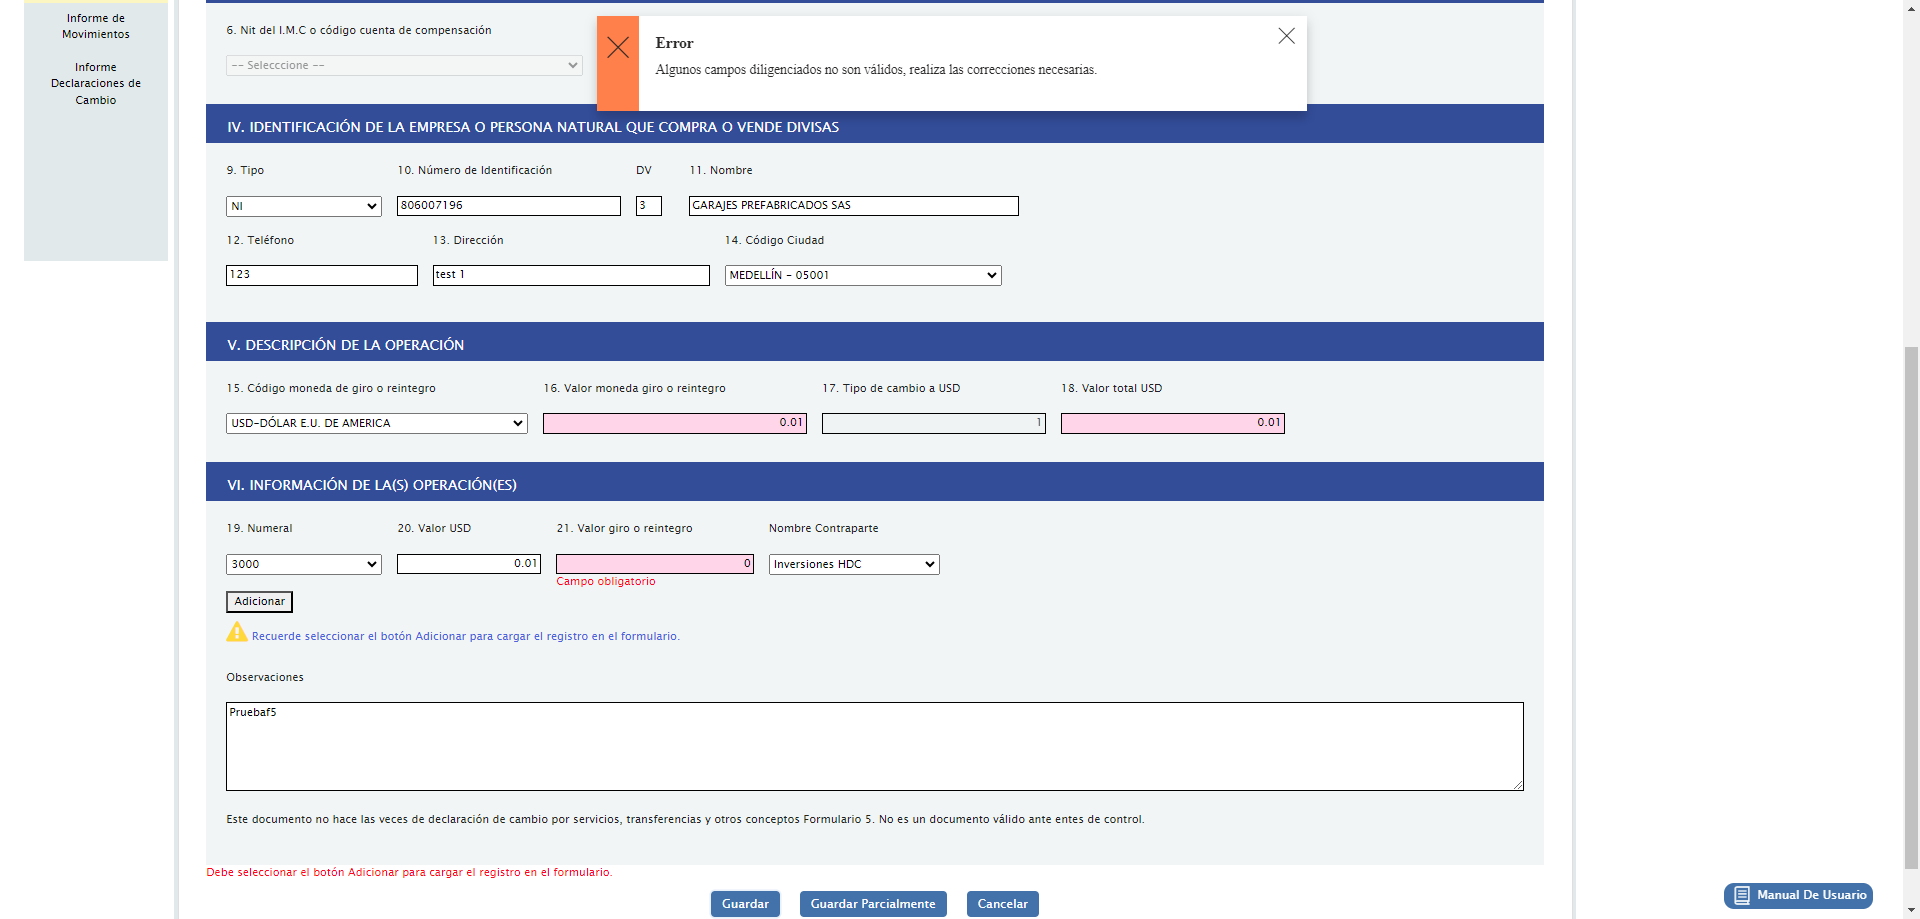 Informe de
Movimientos
Informe
Declaraciones de
Cambio
6. Nit del I.M.C o código cuenta de compensación
-- Selecccione --
Error
Algunos campos diligenciados no son válidos, realiza las correcciones necesarias.
IV. IDENTIFICACIÓN DE LA EMPRESA O PERSONA NATURAL QUE COMPRA O VENDE DIVISAS
9. Tipo 10. Número de Identificación DV 11. Nombre
NI 806007196 3 GARAJES PREFABRICADOS SAS
12. Teléfono 13. Dirección 14. Código Ciudad
123 test 1 MEDELLÍN - 05001
V. DESCRIPCIÓN DE LA OPERACIÓN
15. Código moneda de giro o reintegro 16. Valor moneda giro o reintegro 17. Tipo de cambio a USD 18. Valor total USD
USD-DÓLAR E.U. DE AMERICA 0.01 1 0.01
VI. INFORMACIÓN DE LA(S) OPERACIÓN(ES)
19. Numeral 20. Valor USD 21. Valor giro o reintegro Nombre Contraparte
3000 0.01 0 Inversiones HDC
Campo obligatorio
Adicionar
Recuerde seleccionar el botón Adicionar para cargar el registro en el formulario.
Observaciones
Pruebaf5
Este documento no hace las veces de declaración de cambio por servicios, transferencias y otros conceptos Formulario 5. No es un documento válido ante entes de control.
Debe seleccionar el botón Adicionar para cargar el registro en el formulario.
Guardar Guardar Parcialmente Cancelar
Manual De Usuario